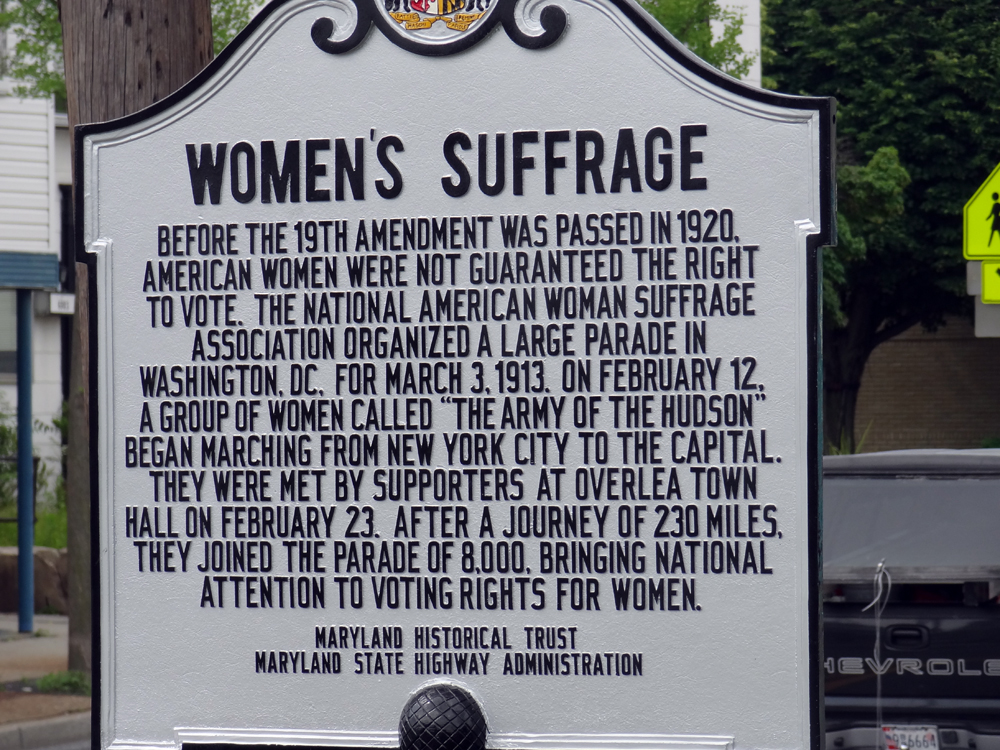 WOMEN'S SUFFRAGE
BEFORE THE 19TH AMENDMENT WAS PASSED IN 1920,
AMERICAN WOMEN WERE NOT GUARANTEED THE RIGHT
TO VOTE. THE NATIONAL AMERICAN WOMAN SUFFRAGE
ASSOCIATION ORGANIZED A LARGE PARADE IN
WASHINGTON, DC, FOR MARCH 3, 1913. ON FEBRUARY 12,
A GROUP OF WOMEN CALLED “THE ARMY OF THE HUDSON”
BEGAN MARCHING FROM NEW YORK CITY TO THE CAPITAL.
THEY WERE MET BY SUPPORTERS AT OVERLEA TOWN
HALL ON FEBRUARY 23. AFTER A JOURNEY OF 230 MILES,
THEY JOINED THE PARADE OF 8,000, BRINGING NATIONAL
ATTENTION TO VOTING RIGHTS FOR WOMEN.
MARYLAND HISTORICAL TRUST
MARYLAND STATE HIGHWAY ADMINISTRATION
HEVROLE